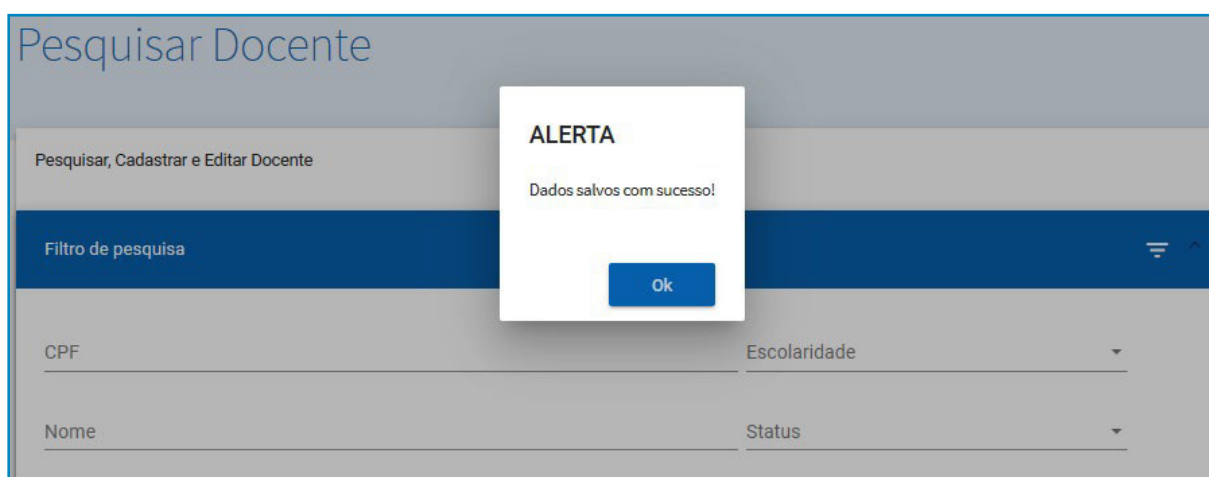 Pesquisar Docente
Pesquisar, Cadastrar e Editar Docente
ALERTA
Dados salvos com sucesso!
Ok
Filtro de pesquisa
CPF
Escolaridade
Nome
Status